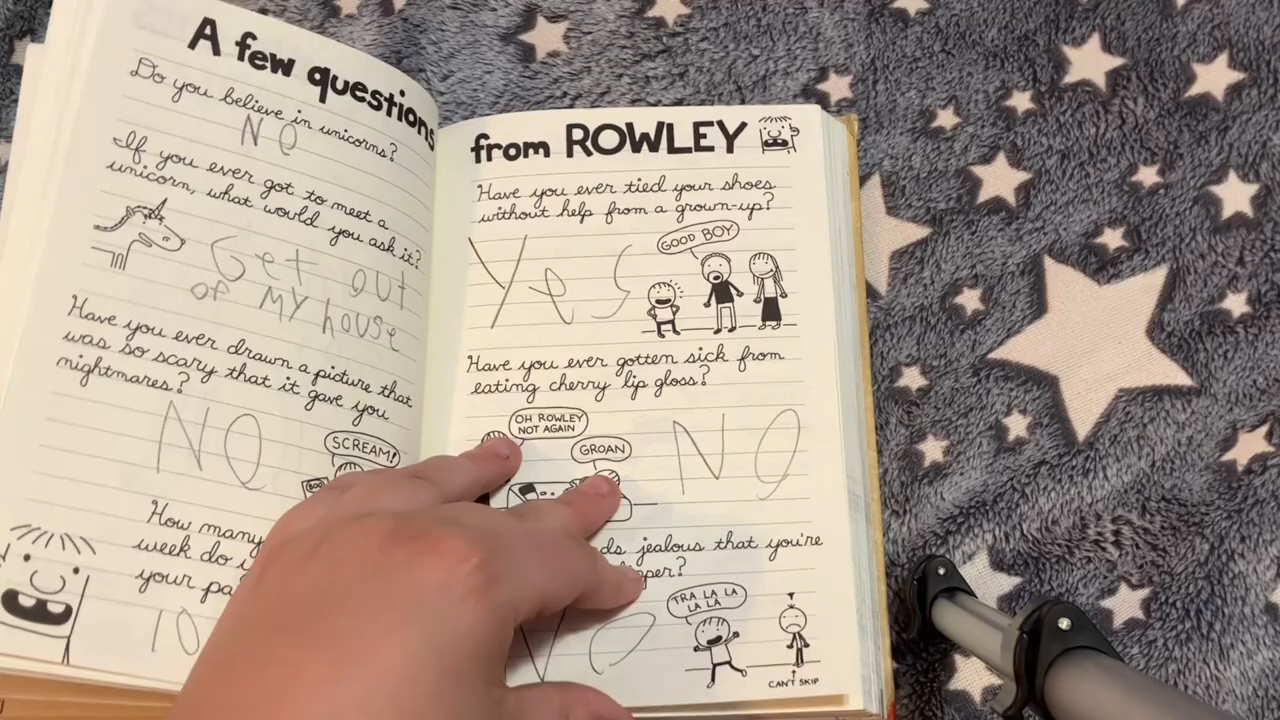 A few questions
Do you believe in unicorns?
NO
If you ever got to meet a
unicorn, what would you ask it?
Get out
of MY house
Have you ever drawn a picture that
was so scary that it gave you
nightmares?
NO
SCREAM!
BOO
How many
week do
your pa
10
from ROWLEY
Have you ever tied your shoes
without help from a grown-up?
Yes
GOOD BOY
Have you ever gotten sick from
eating cherry lip gloss?
OH ROWLEY
NOT AGAIN
GROAN
NO
ds jealous that you're
pper?
NO
TRA LA LA
LA LA
CAN'T SKIP